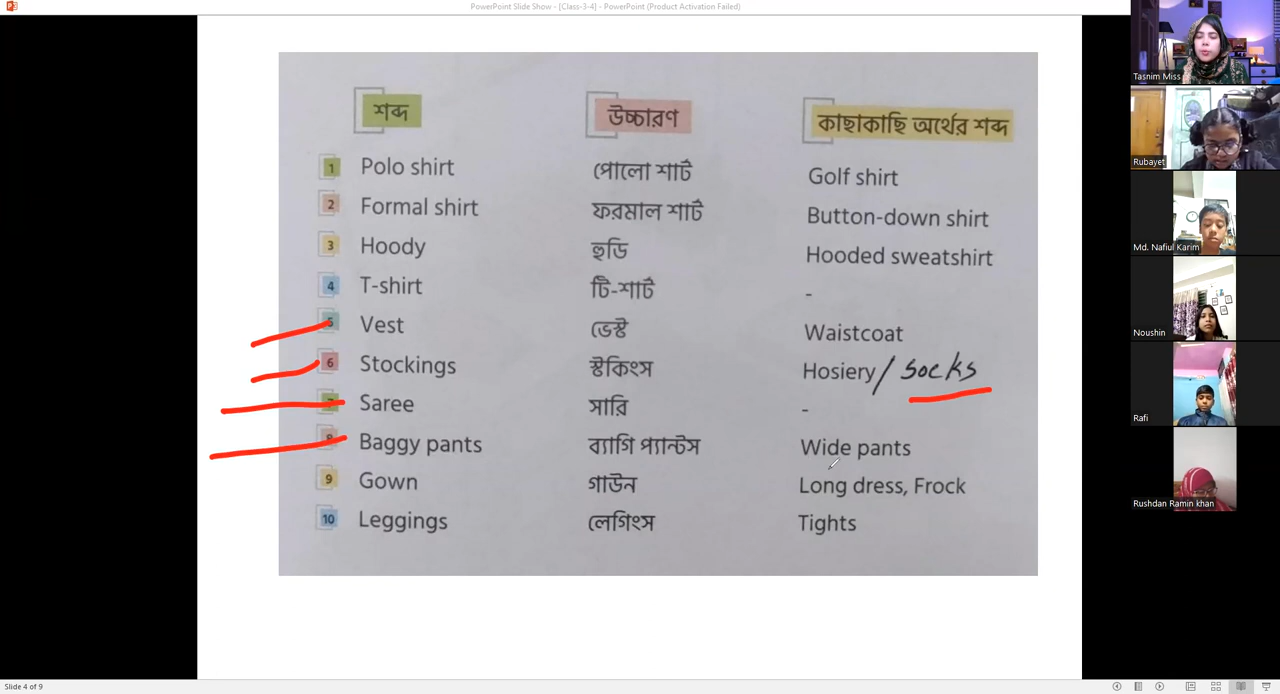 PowerPoint Slide Show - [Class-3-4] - PowerPoint (Product Activation Failed)
শব্দ উচ্চারণ কাছাকাছি অর্থের শব্দ
1 Polo shirt পোলো শার্ট Golf shirt
2 Formal shirt ফরমাল শার্ট Button-down shirt
3 Hoody হুডি Hooded sweatshirt
4 T-shirt টি-শার্ট -
5 Vest ভেস্ট Waistcoat
6 Stockings স্টকিংস Hosiery/ socks
7 Saree সারি -
8 Baggy pants ব্যাগি প্যান্টস Wide pants
9 Gown গাউন Long dress, Frock
10 Leggings লেগিংস Tights
Tasnim Miss
Rubayet
Md. Nafiul Karim
Noushin
Rafi
Rushdan Ramin khan
Slide 4 of 9